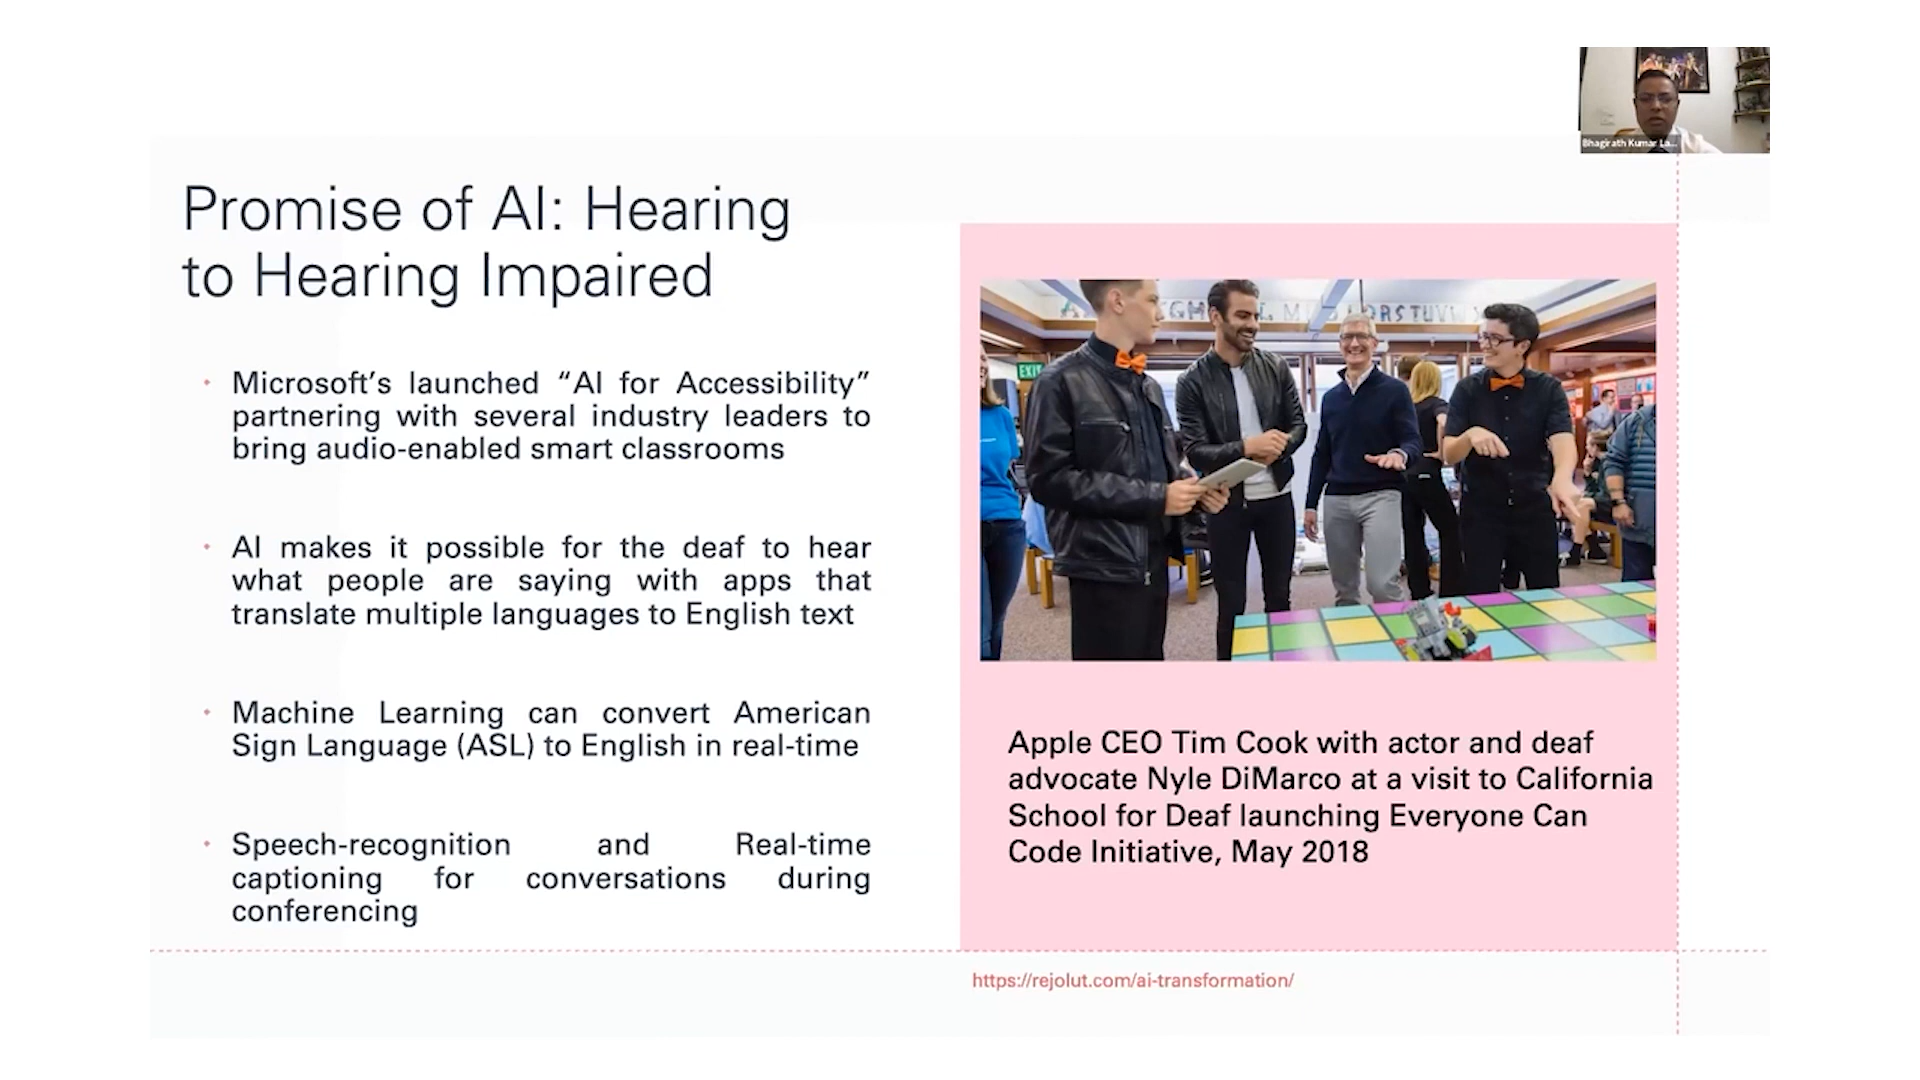 Bhagirath Kumar La...
Promise of AI: Hearing
to Hearing Impaired
Microsoft's launched “AI for Accessibility”
partnering with several industry leaders to
bring audio-enabled smart classrooms
AI makes it possible for the deaf to hear
what people are saying with apps that
translate multiple languages to English text
Machine Learning can convert American
Sign Language (ASL) to English in real-time
Speech-recognition and Real-time
captioning for conversations during
conferencing
EXI
Apple CEO Tim Cook with actor and deaf
advocate Nyle DiMarco at a visit to California
School for Deaf launching Everyone Can
Code Initiative, May 2018
https://rejolut.com/ai-transformation/